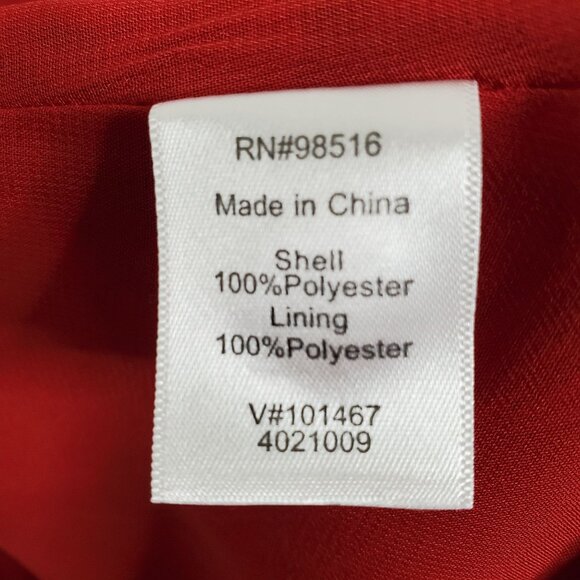 RN#98516
Made in China
Shell
100%Polyester
Lining
100%Polyester
V#101467
4021009